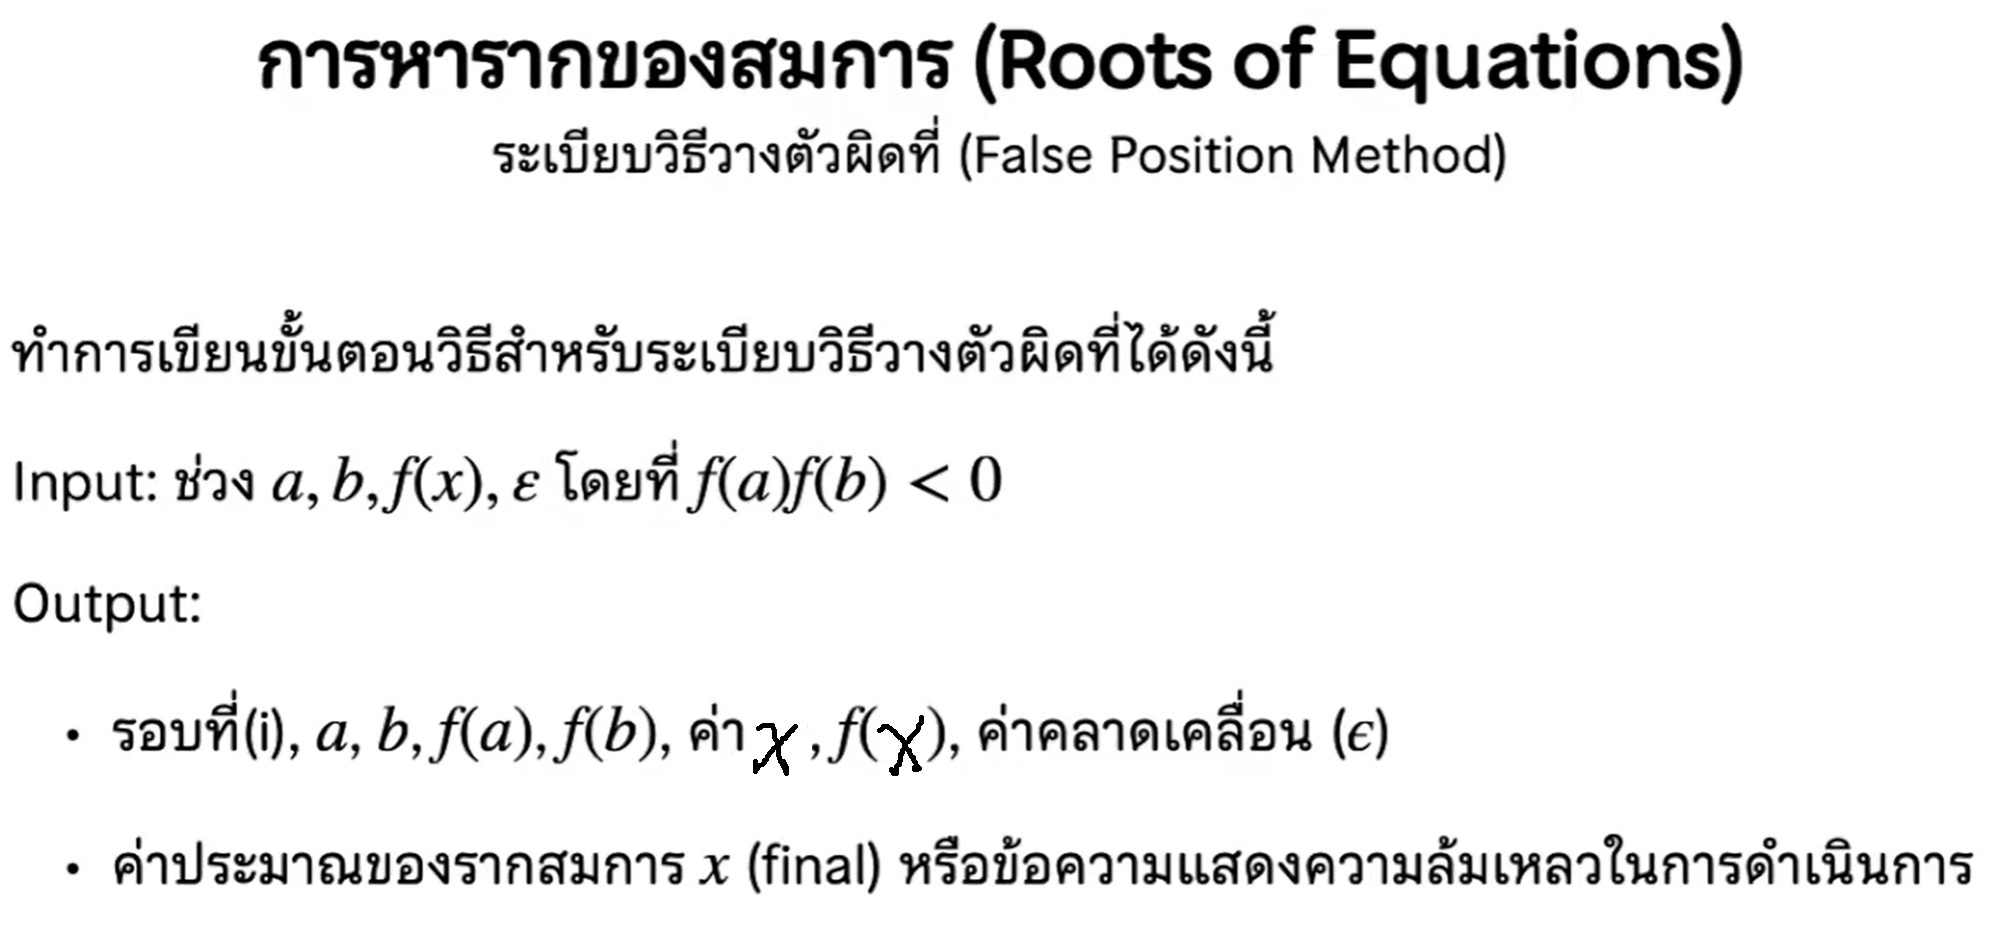 การหารากของสมการ (Roots of Equations)
ระเบียบวิธีวางตัวผิดที่ (False Position Method)
ทำการเขียนขั้นตอนวิธีสำหรับระเบียบวิธีวางตัวผิดที่ได้ดังนี้
Input: ช่วง a, b, f(x), ε โดยที่ f(a)f(b) < 0
Output:
• รอบที่(i), a, b, f(a), f(b), ค่า x, f(x), ค่าคลาดเคลื่อน (ϵ)
• ค่าประมาณของรากสมการ x (final) หรือข้อความแสดงความล้มเหลวในการดำเนินการ